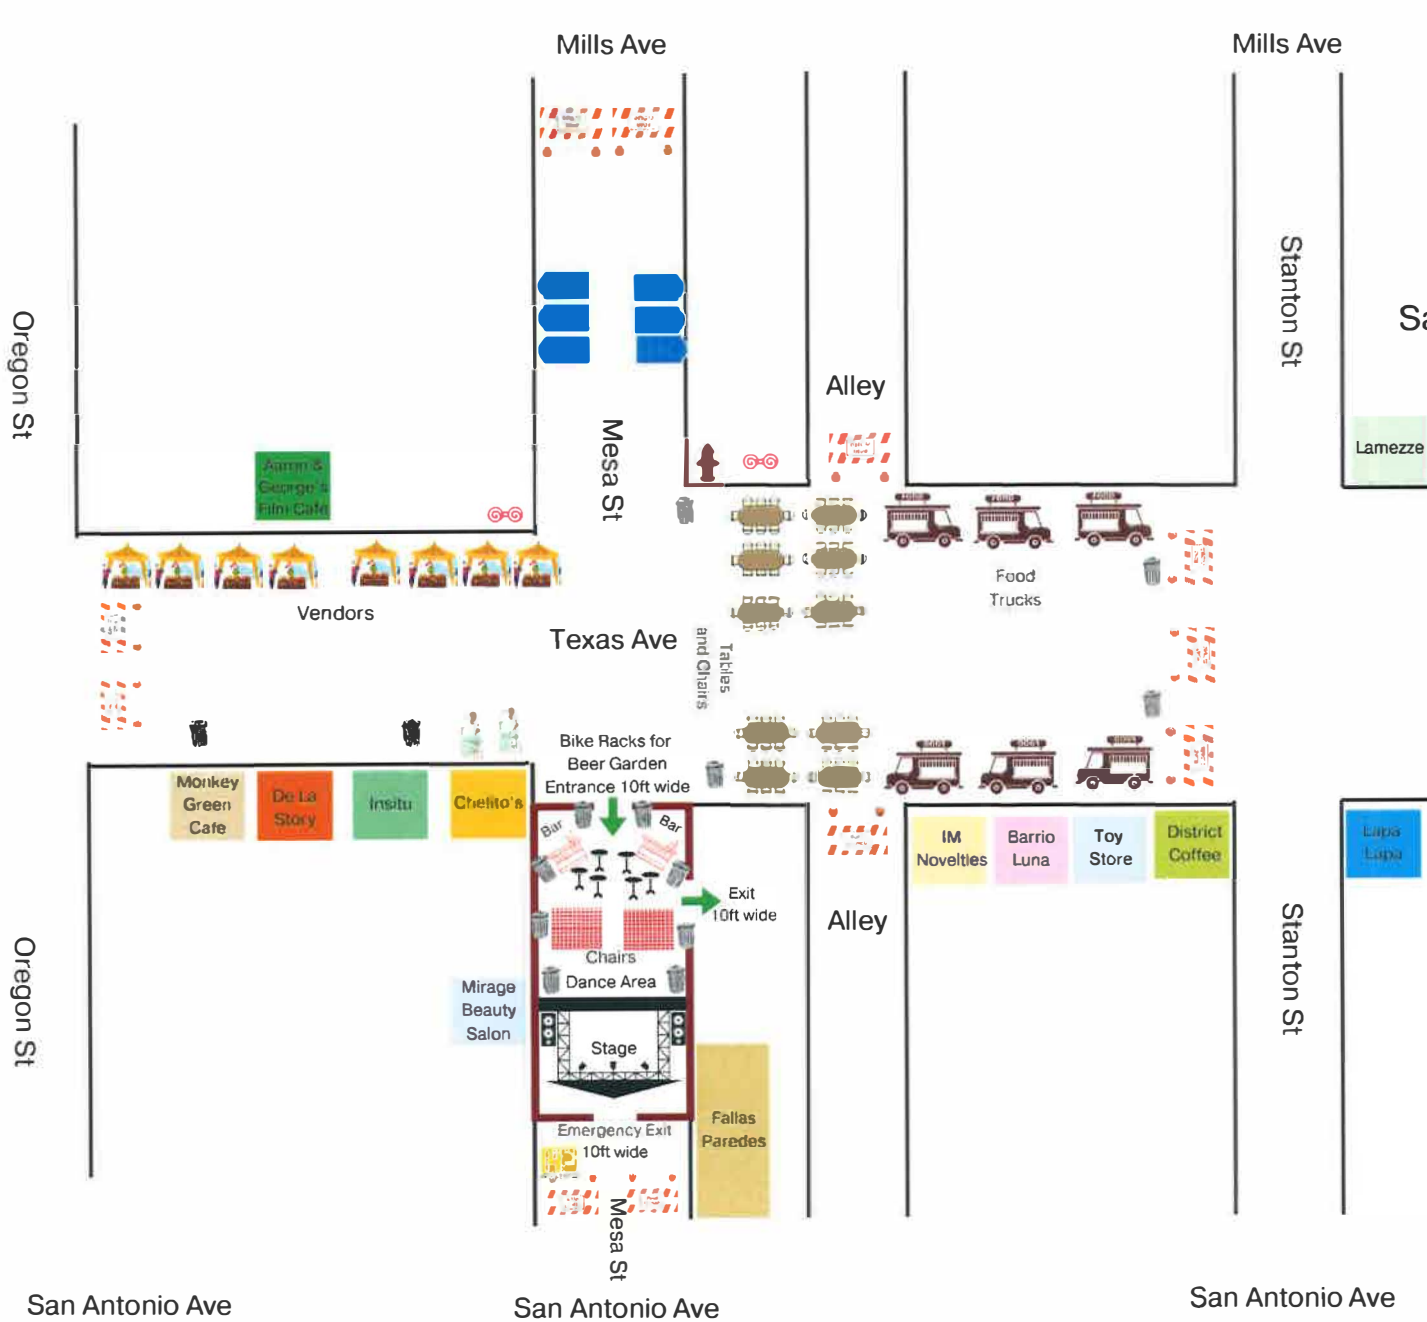 Mills Ave
Mills Ave
Stanton St
Oregon St
Sa
Alley
Mesa St
Lamezze
Aaron &
George's
Film Cafe
FOOD
FOOD
FOOD
Food
Trucks
Vendors
Texas Ave
Tables
and Chairs
Bike Racks for
Beer Garden
Entrance 10ft wide
Monkey
Green
Cafe
De La
Story
Insitu
Chelito's
Bar
Bar
IM
Novelties
Barrio
Luna
Toy
Store
District
Coffee
Lapa
Lapa
Exit
10ft wide
Alley
Chairs
Dance Area
Oregon St
Stanton St
Mirage
Beauty
Salon
Stage
Fallas
Paredes
Emergency Exit
10ft wide
Mesa St
San Antonio Ave
San Antonio Ave
San Antonio Ave